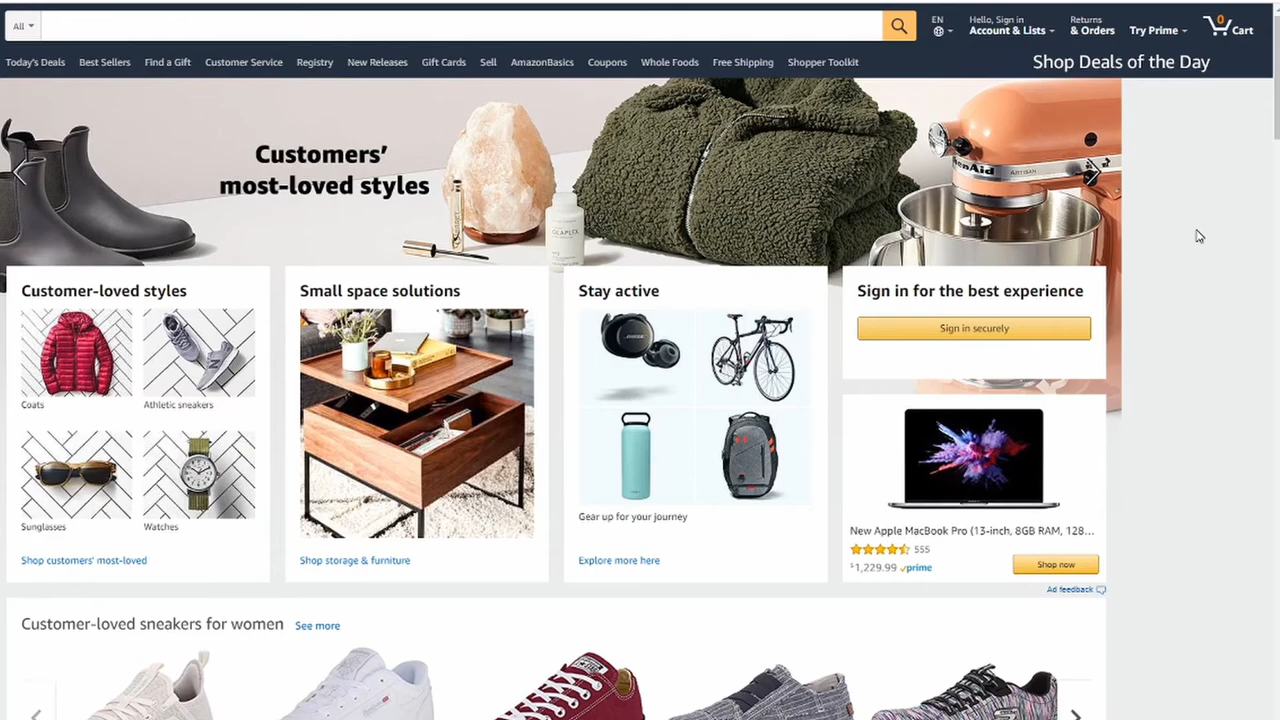 All
EN
Hello, Sign in
Account & Lists
Returns
& Orders
Try Prime
0
Cart
Today's Deals
Best Sellers
Find a Gift
Customer Service
Registry
New Releases
Gift Cards
Sell
AmazonBasics
Coupons
Whole Foods
Free Shipping
Shopper Toolkit
Shop Deals of the Day
Customers'
most-loved styles
OLAPLEX
ARTISAN
Customer-loved styles
Coats
Athletic sneakers
Sunglasses
Watches
Shop customers' most-loved
Small space solutions
Shop storage & furniture
Stay active
BOSE
Gear up for your journey
Explore more here
Sign in for the best experience
Sign in securely
New Apple MacBook Pro (13-inch, 8GB RAM, 128...
555
$1,229.99 prime
Shop now
Ad feedback
Customer-loved sneakers for women
See more